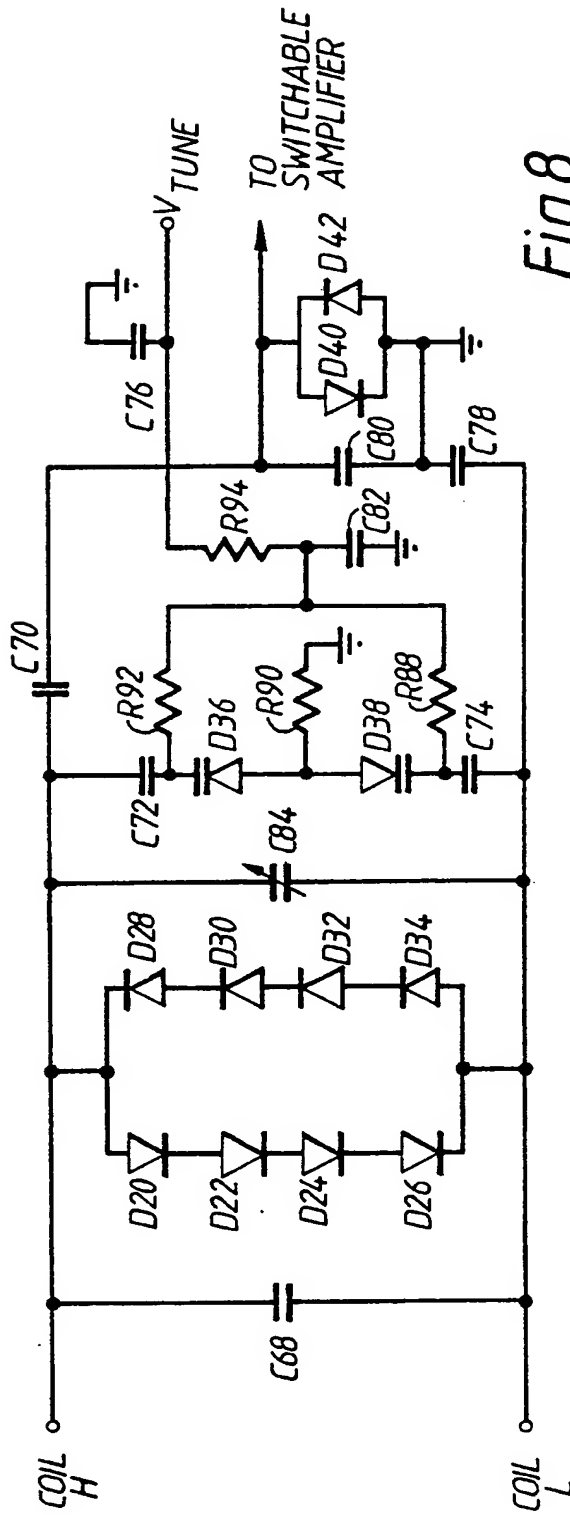 COIL
H
COIL
L
C68
D20
D22
D24
D26
D28
D30
D32
D34
C84
C72
R92
D36
R90
D38
R88
C74
C70
R94
C82
C76
V TUNE
TO
SWITCHABLE
AMPLIFIER
D40
D42
C80
C78
Fig.8